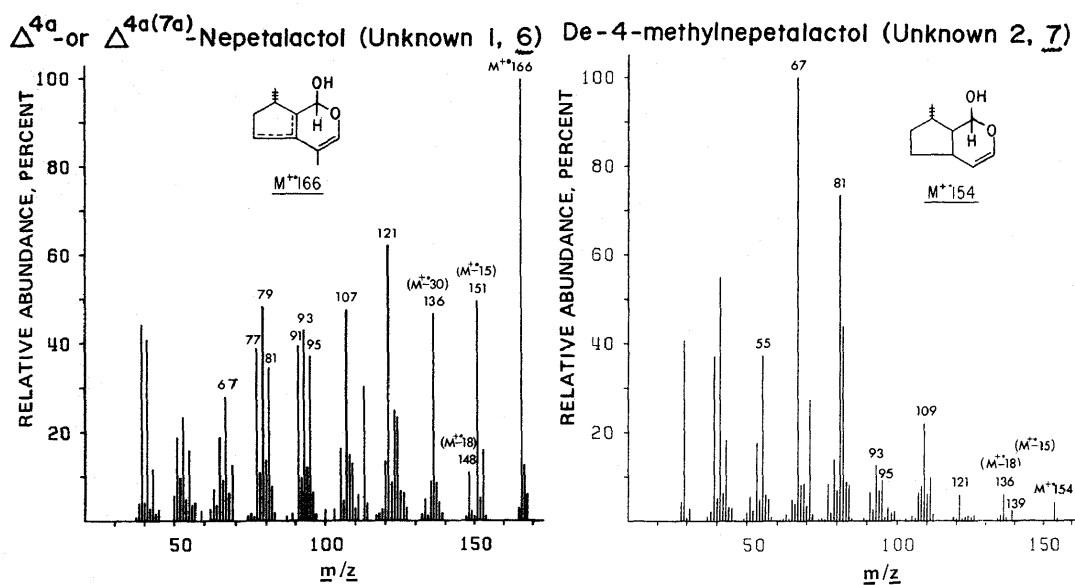 Δ4a-or Δ4a(7a)-Nepetalactol (Unknown 1, 6)
De-4-methylnepetalactol (Unknown 2, 7)
RELATIVE ABUNDANCE, PERCENT
100
80
60
40
20
OH
O
H
M+•166
M+•166
121
(M+•-30)
136
(M+•-15)
151
(M+•-18)
148
107
79
77
81
67
91
93
95
50
100
150
m/z
RELATIVE ABUNDANCE, PERCENT
100
80
60
40
20
OH
O
H
M+•154
67
81
55
109
93
95
121
(M+•-18)
136
(M+•-15)
139
M+•154
50
100
150
m/z